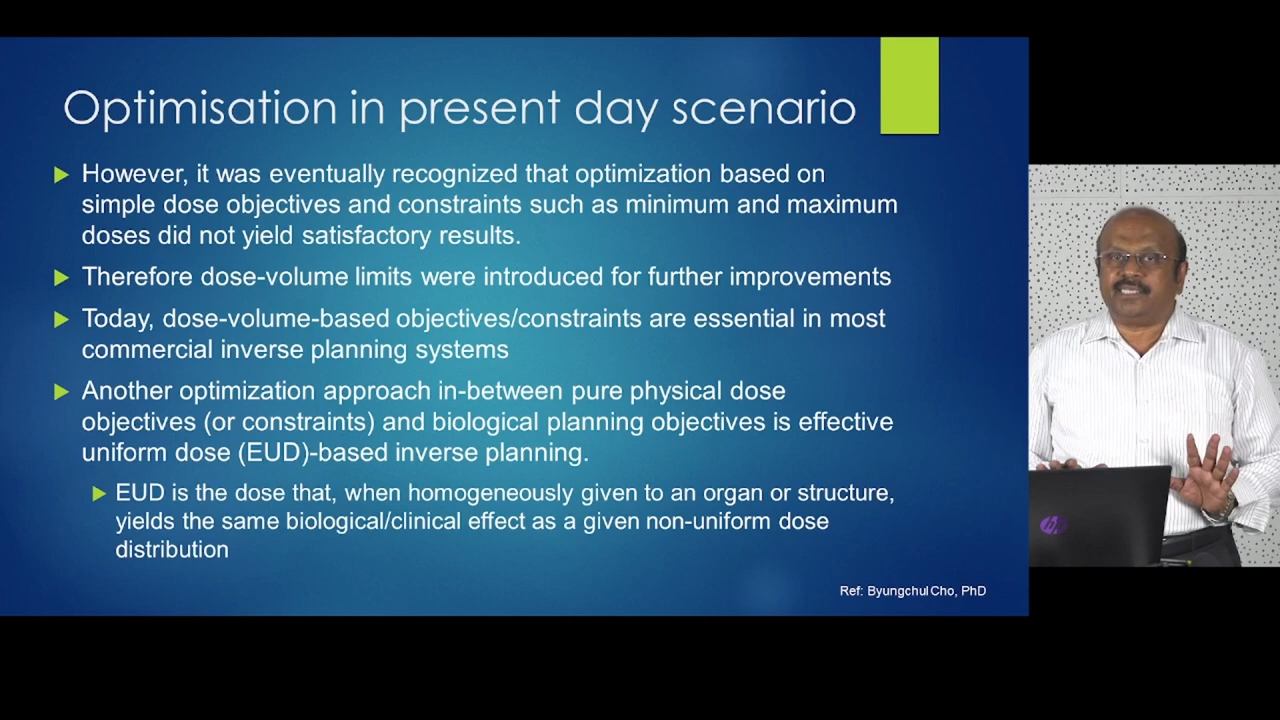 Optimisation in present day scenario
However, it was eventually recognized that optimization based on
simple dose objectives and constraints such as minimum and maximum
doses did not yield satisfactory results.
Therefore dose-volume limits were introduced for further improvements
Today, dose-volume-based objectives/constraints are essential in most
commercial inverse planning systems
Another optimization approach in-between pure physical dose
objectives (or constraints) and biological planning objectives is effective
uniform dose (EUD)-based inverse planning.
EUD is the dose that, when homogeneously given to an organ or structure,
yields the same biological/clinical effect as a given non-uniform dose
distribution
Ref: Byungchul Cho, PhD
hp